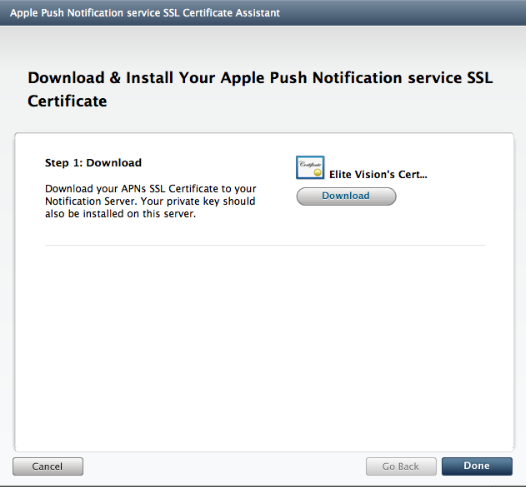 Apple Push Notification service SSL Certificate Assistant
Download & Install Your Apple Push Notification service SSL
Certificate
Step 1: Download
Download your APNs SSL Certificate to your
Notification Server. Your private key should
also be installed on this server.
Certificate
Elite Vision's Cert...
Download
Cancel
Go Back
Done